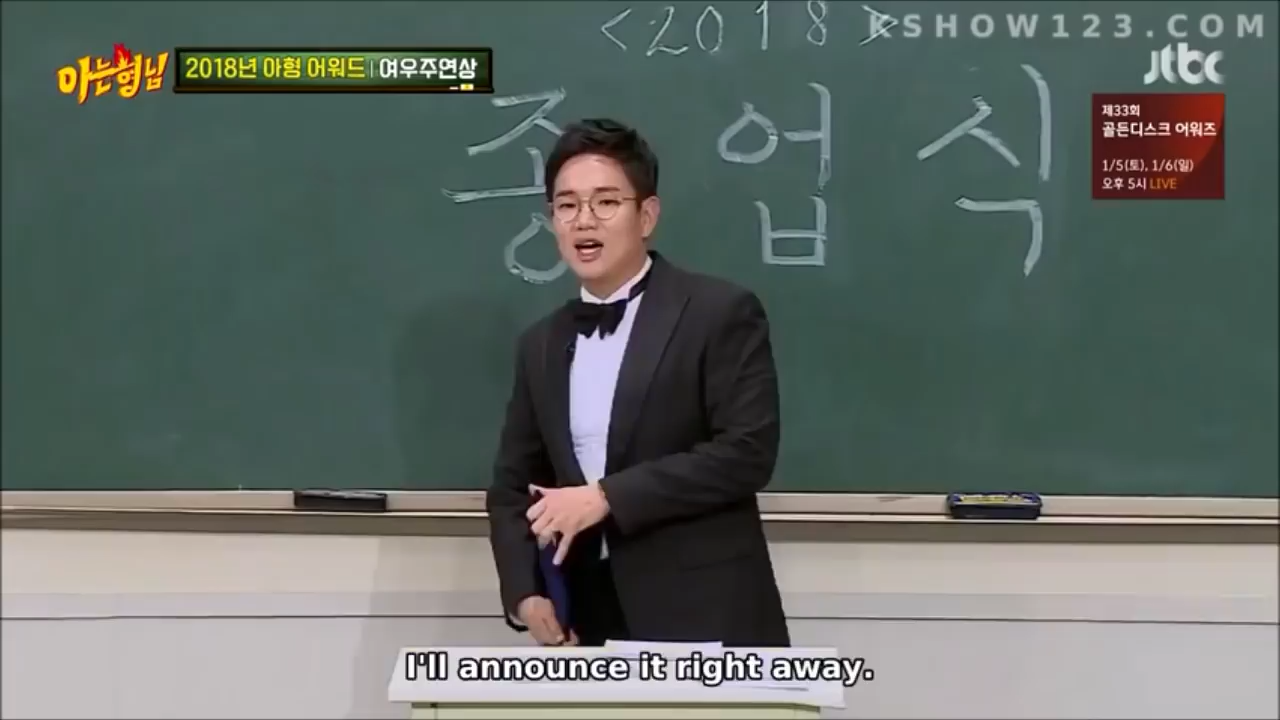 <2018>
KSHOW123.COM
아는형님
2018년 아형 어워드 | 여우주연상
jtbc
종업식
제33회
골든디스크 어워즈
1/5(토), 1/6(일)
오후 5시 LIVE
I'll announce it right away.